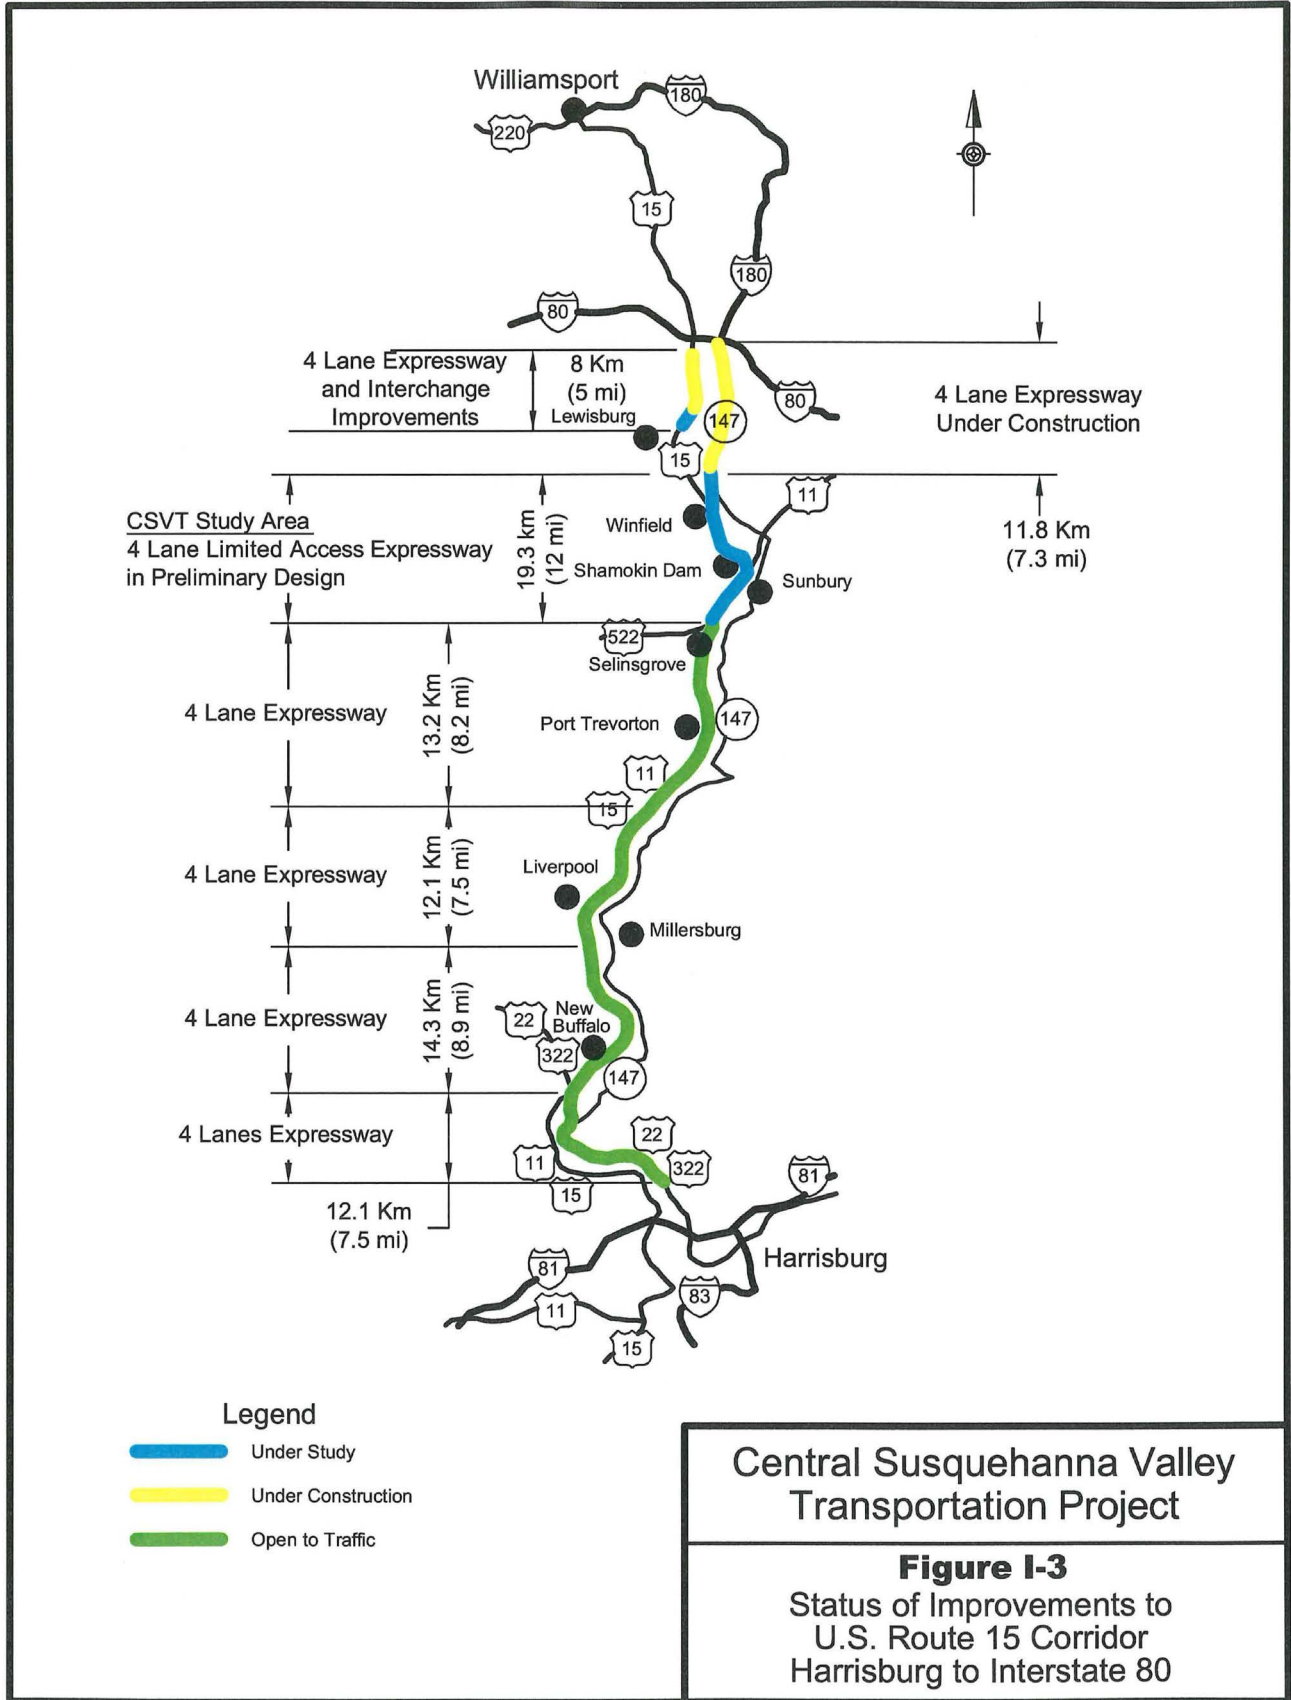 Williamsport
180
220
15
180
80
4 Lane Expressway
and Interchange
Improvements
8 Km
(5 mi)
Lewisburg
80
147
4 Lane Expressway
Under Construction
15
11
CSVT Study Area
4 Lane Limited Access Expressway
in Preliminary Design
19.3 km
(12 mi)
Winfield
Shamokin Dam
Sunbury
11.8 Km
(7.3 mi)
522
Selinsgrove
4 Lane Expressway
13.2 Km
(8.2 mi)
Port Trevorton
147
11
15
4 Lane Expressway
12.1 Km
(7.5 mi)
Liverpool
Millersburg
4 Lane Expressway
14.3 Km
(8.9 mi)
22
New
Buffalo
322
147
4 Lanes Expressway
22
11
322
15
81
12.1 Km
(7.5 mi)
81
Harrisburg
11
83
15
Legend
Under Study
Under Construction
Open to Traffic
Central Susquehanna Valley
Transportation Project
Figure I-3
Status of Improvements to
U.S. Route 15 Corridor
Harrisburg to Interstate 80